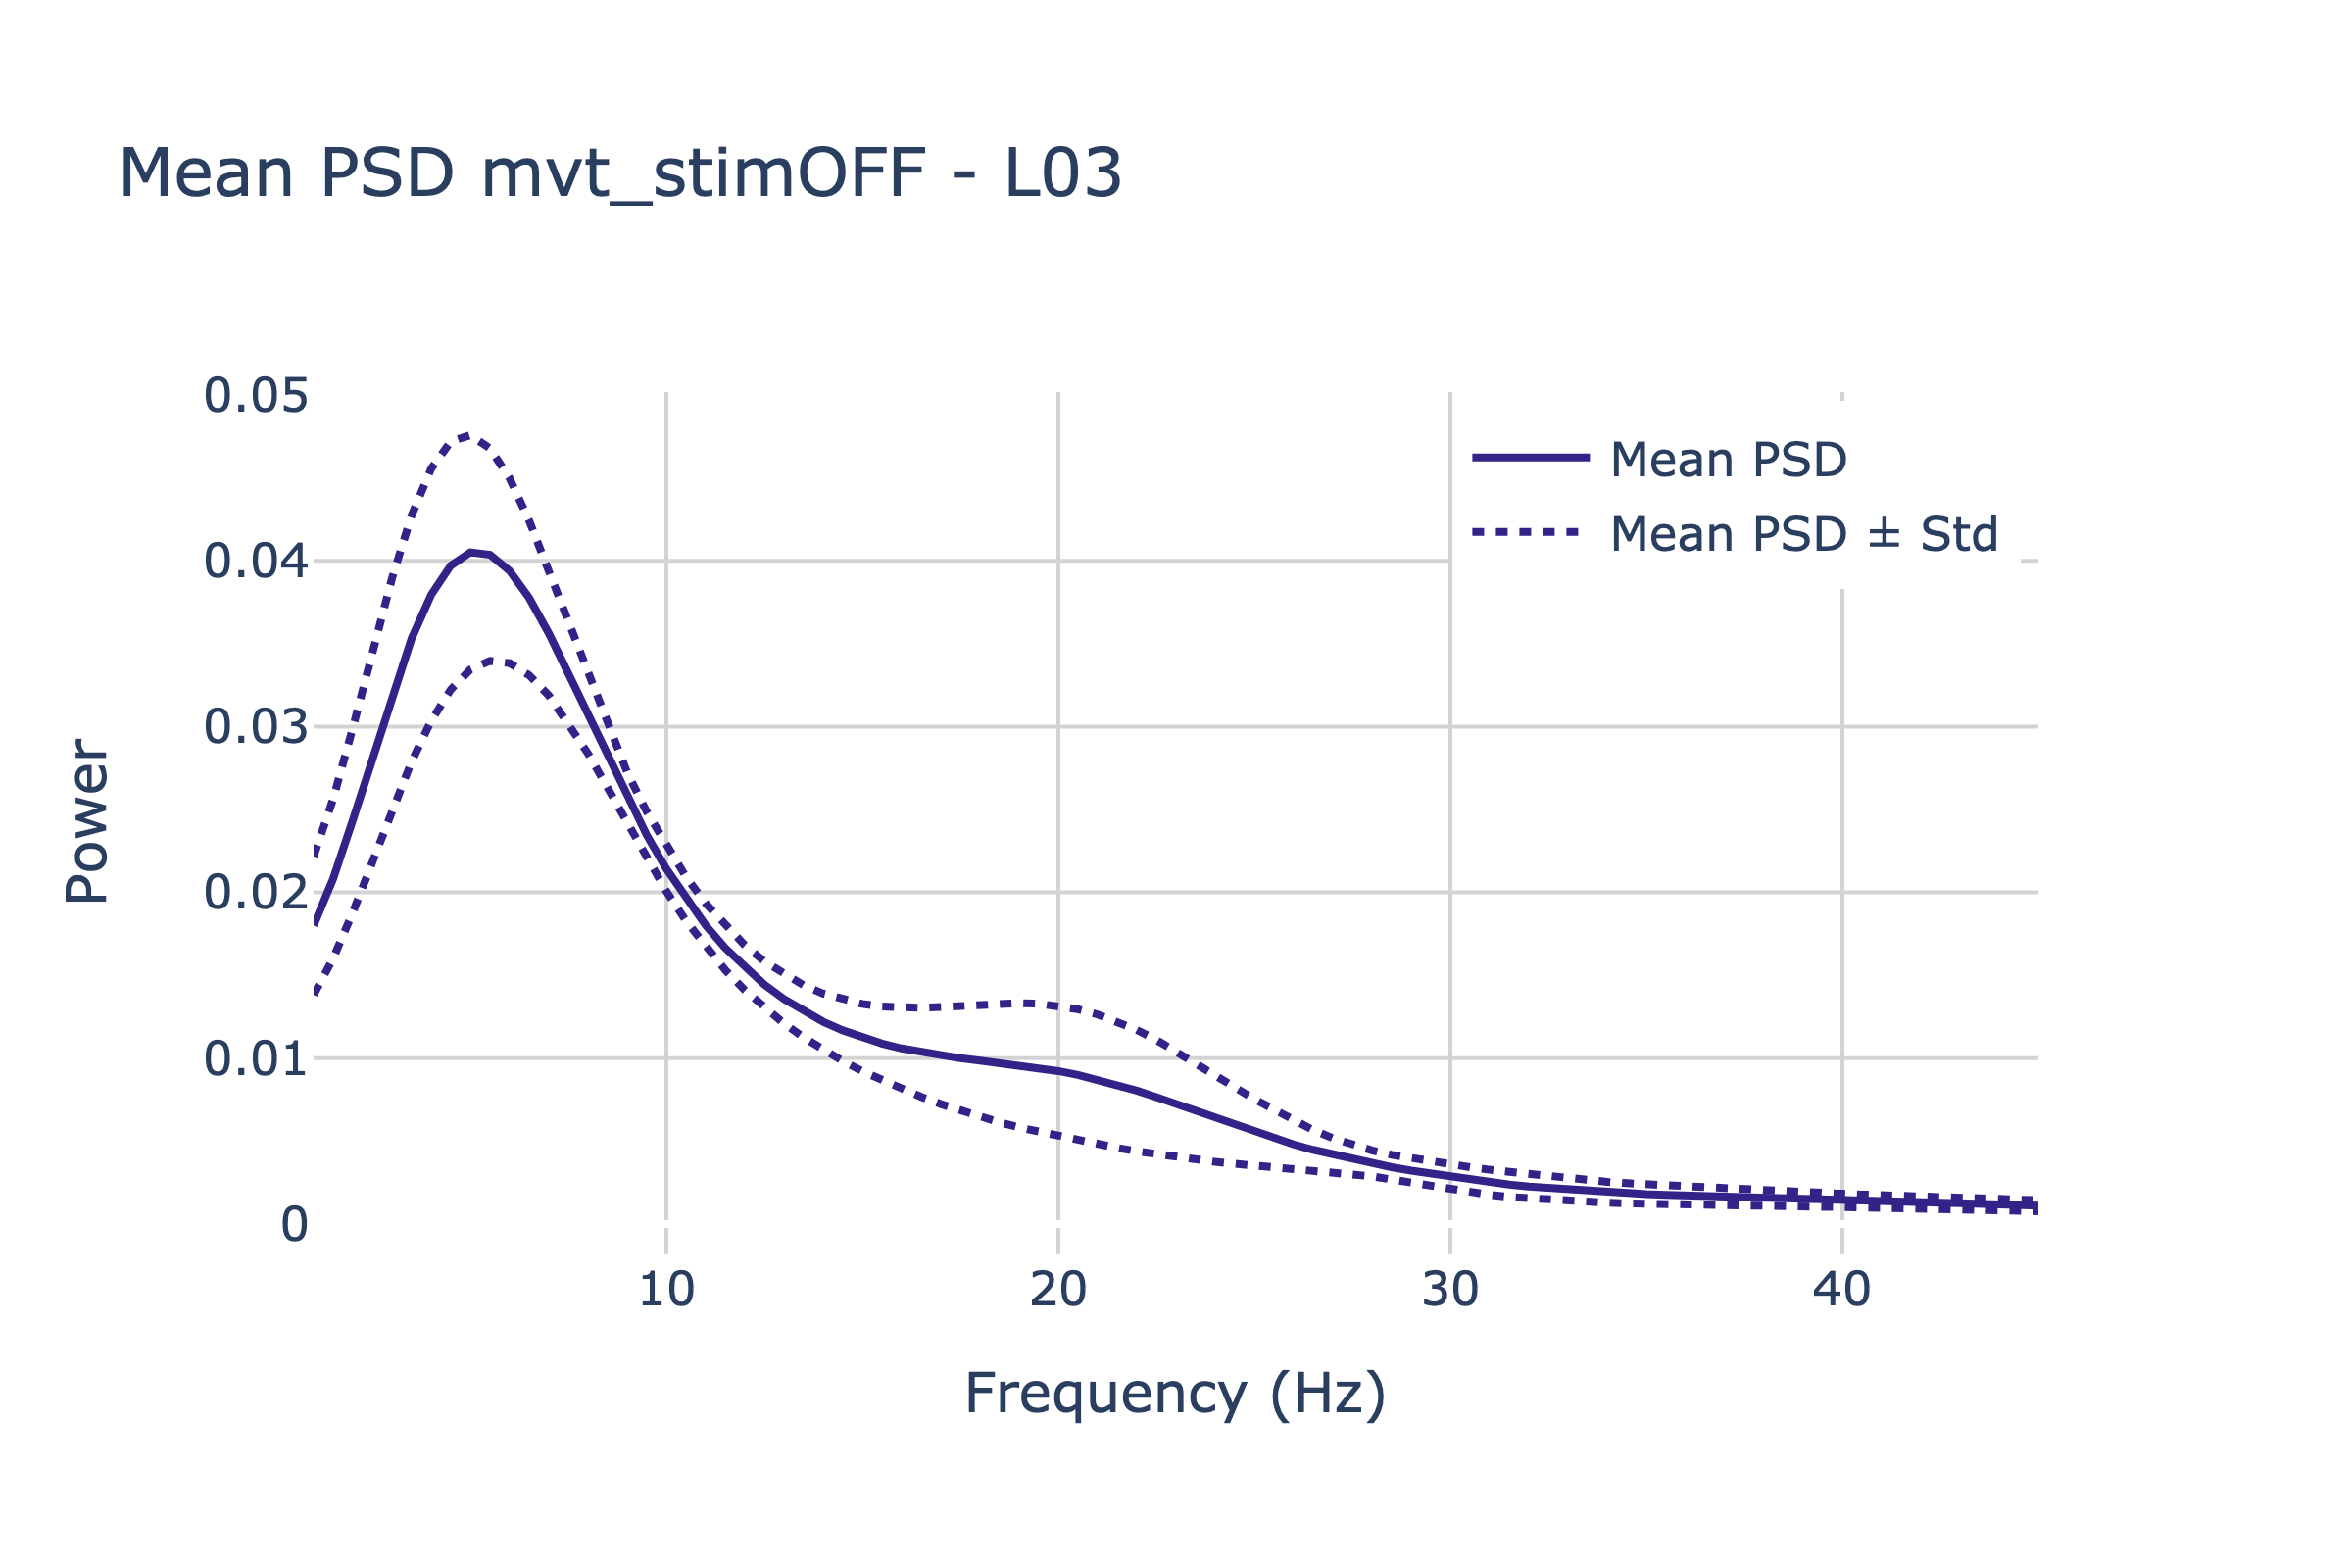 Mean PSD mvt_stimOFF - L03
0.05
0.04
0.03
0.02
0.01
0
Power
Mean PSD
Mean PSD ± Std
10 20 30 40
Frequency (Hz)